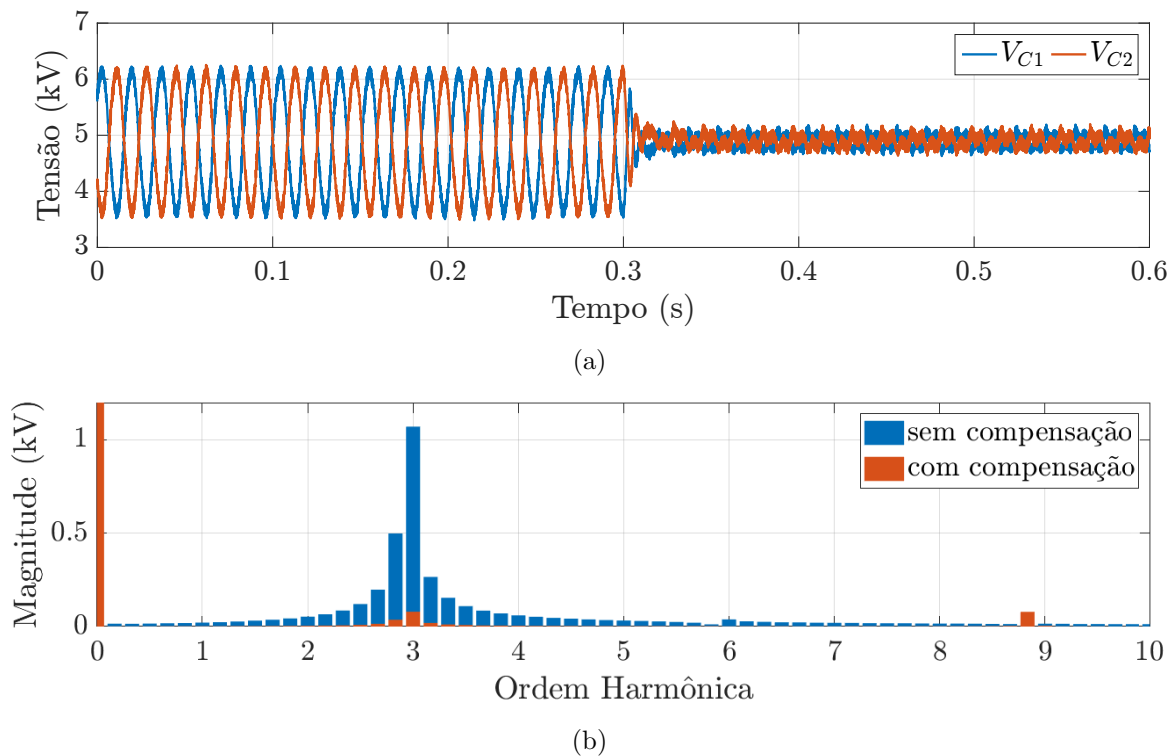 7
6
5
4
3
Tensão (kV)
V_{C1} V_{C2}
0 0.1 0.2 0.3 0.4 0.5 0.6
Tempo (s)
(a)
1
0.5
0
Magnitude (kV)
sem compensação
com compensação
0 1 2 3 4 5 6 7 8 9 10
Ordem Harmônica
(b)